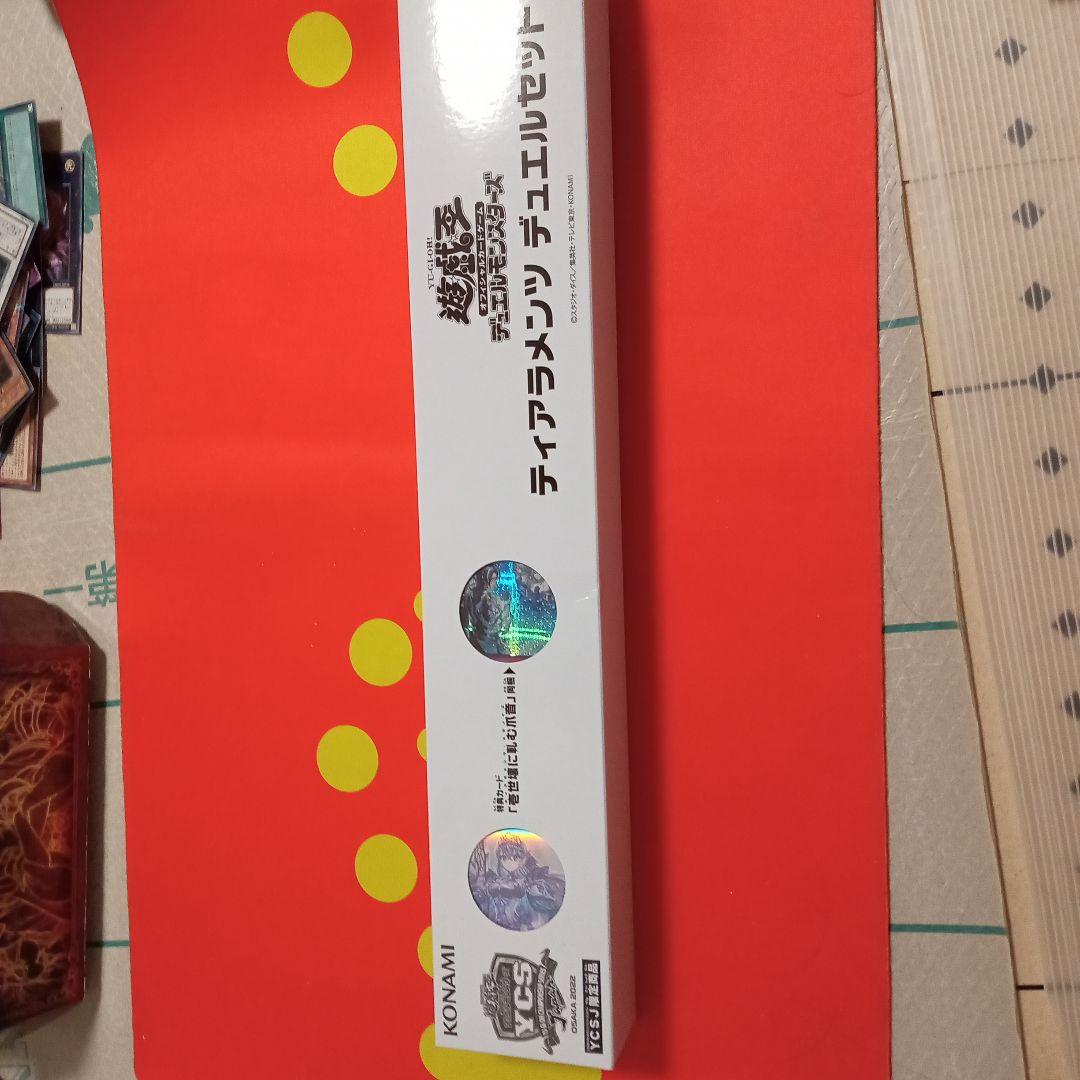 YU-GI-OH!
遊戯王
オフィシャルカードゲーム
デュエルモンスターズ
ティアラメンツ デュエルセット
©スタジオ・ダイス／集英社・テレビ東京・KONAMI
特典カード
「壱世壊に軋む爪音」同梱▶
KONAMI
YCS
OSAKA 2022
YCSJ限定商品